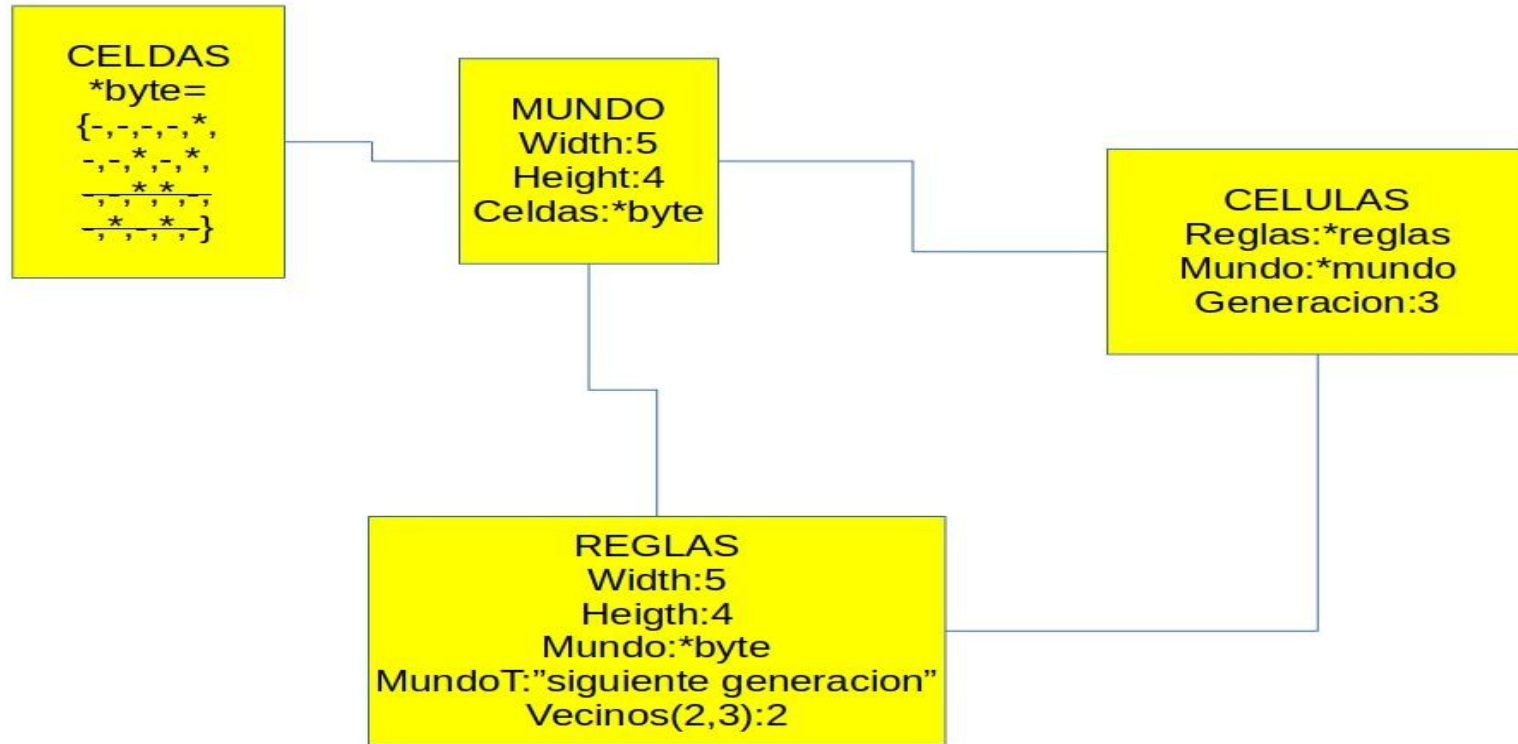 CELDAS
*byte=
{-,-,-,-,*,
-,-,*,-,*,
-,-,*,*,-,
-,*,-,*,-}
MUNDO
Width:5
Height:4
Celdas:*byte
CELULAS
Reglas:*reglas
Mundo:*mundo
Generacion:3
REGLAS
Width:5
Heigth:4
Mundo:*byte
MundoT:”siguiente generacion”
Vecinos(2,3):2